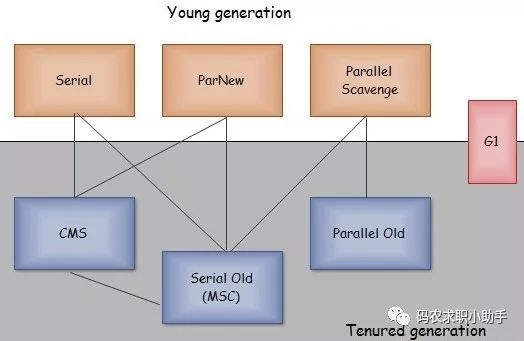 Young generation
Serial
ParNew
Parallel
Scavenge
G1
CMS
Serial Old
(MSC)
Parallel Old
码农求职小助手
Tenured generation